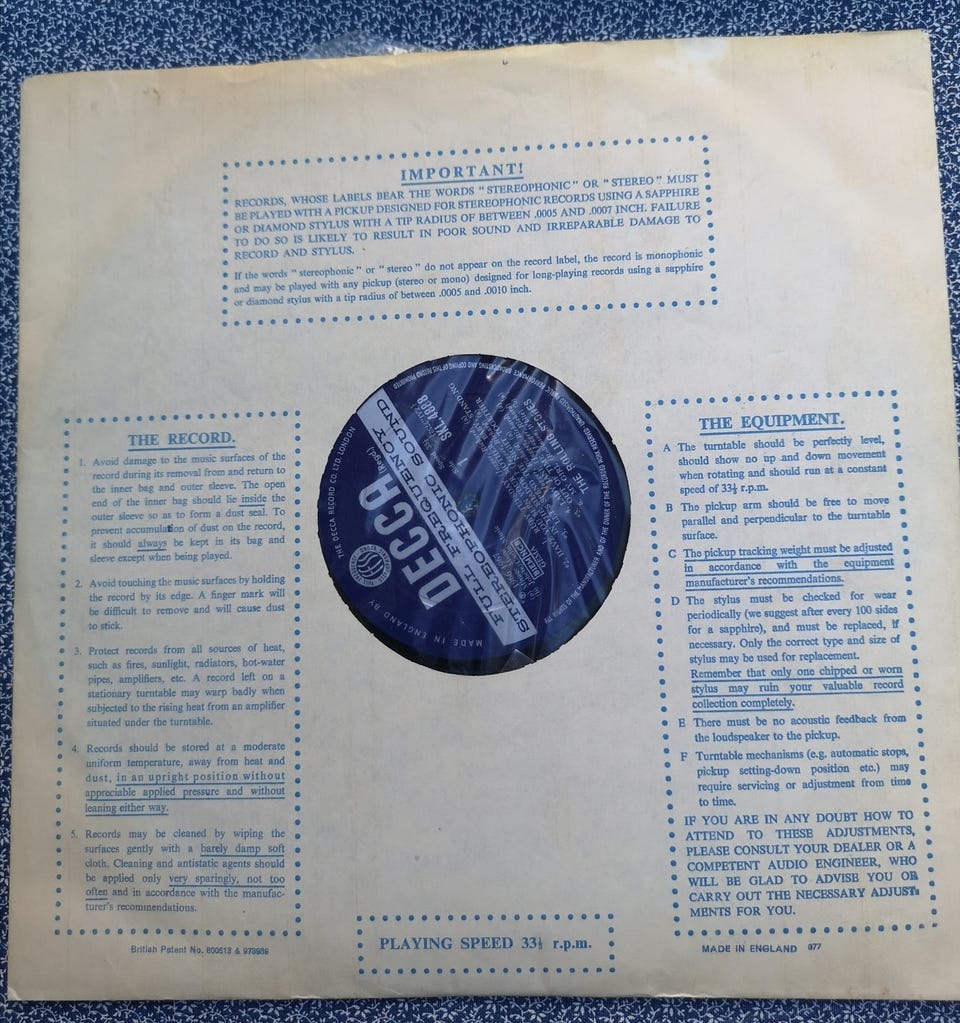 IMPORTANT!
RECORDS, WHOSE LABELS BEAR THE WORDS "STEREOPHONIC" OR "STEREO" MUST
BE PLAYED WITH A PICKUP DESIGNED FOR STEREOPHONIC RECORDS USING A SAPPHIRE
OR DIAMOND STYLUS WITH A TIP RADIUS OF BETWEEN .0005 AND .0007 INCH. FAILURE
TO DO SO IS LIKELY TO RESULT IN POOR SOUND AND IRREPARABLE DAMAGE TO
RECORD AND STYLUS.
If the words "stereophonic" or "stereo" do not appear on the record label, the record is monophonic
and may be played with any pickup (stereo or mono) designed for long-playing records using a sapphire
or diamond stylus with a tip radius of between .0005 and .0010 inch.
THE RECORD.
1. Avoid damage to the music surfaces of the
record during its removal from and return to
the inner bag and outer sleeve. The open
end of the inner bag should lie inside the
outer sleeve so as to form a dust seal. To
prevent accumulation of dust on the record,
it should always be kept in its bag and
sleeve except when being played.
2. Avoid touching the music surfaces by holding
the record by its edge. A finger mark will
be difficult to remove and will cause dust
to stick.
3. Protect records from all sources of heat,
such as fires, sunlight, radiators, hot-water
pipes, amplifiers, etc. A record left on a
stationary turntable may warp badly when
subjected to the rising heat from an amplifier
situated under the turntable.
4. Records should be stored at a moderate
uniform temperature, away from heat and
dust, in an upright position without
appreciable applied pressure and without
leaning either way.
5. Records may be cleaned by wiping the
surfaces gently with a barely damp soft
cloth. Cleaning and antistatic agents should
be applied only very sparingly, not too
often and in accordance with the manufac-
turer's recommendations.
British Patent No. 800513 & 973989
THE DECCA RECORD CO. LTD. LONDON
DECCA
(Regd.)
FULL FREQUENCY
STEREOPHONIC SOUND
MADE IN ENGLAND BY
SKL 4888
THE ROLLING STONES
THE EQUIPMENT.
A The turntable should be perfectly level,
should show no up and down movement
when rotating and should run at a constant
speed of 33⅓ r.p.m.
B The pickup arm should be free to move
parallel and perpendicular to the turntable
surface.
C The pickup tracking weight must be adjusted
in accordance with the equipment
manufacturer's recommendations.
D The stylus must be checked for wear
periodically (we suggest after every 100 sides
for a sapphire), and must be replaced, if
necessary. Only the correct type and size of
stylus may be used for replacement.
Remember that only one chipped or worn
stylus may ruin your valuable record
collection completely.
E There must be no acoustic feedback from
the loudspeaker to the pickup.
F Turntable mechanisms (e.g. automatic stops,
pickup setting-down position etc.) may
require servicing or adjustment from time
to time.
IF YOU ARE IN ANY DOUBT HOW TO
ATTEND TO THESE ADJUSTMENTS,
PLEASE CONSULT YOUR DEALER OR A
COMPETENT AUDIO ENGINEER, WHO
WILL BE GLAD TO ADVISE YOU OR
CARRY OUT THE NECESSARY ADJUST-
MENTS FOR YOU.
PLAYING SPEED 33⅓ r.p.m.
MADE IN ENGLAND 877